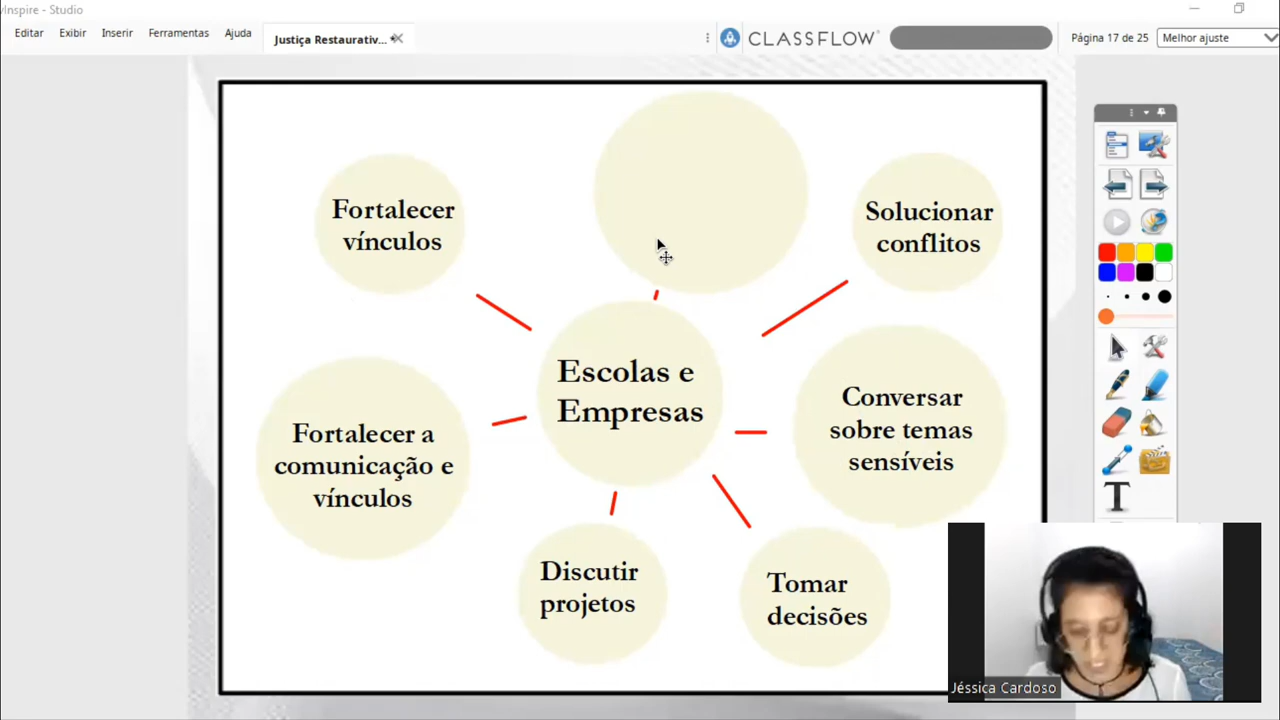 yInspire - Studio
Editar
Exibir
Inserir
Ferramentas
Ajuda
Justiça Restaurativ...
CLASSFLOW
Página 17 de 25
Melhor ajuste
Fortalecer
vínculos
Solucionar
conflitos
Escolas e
Empresas
Conversar
sobre temas
sensíveis
Fortalecer a
comunicação e
vínculos
Discutir
projetos
Tomar
decisões
T
Jéssica Cardoso